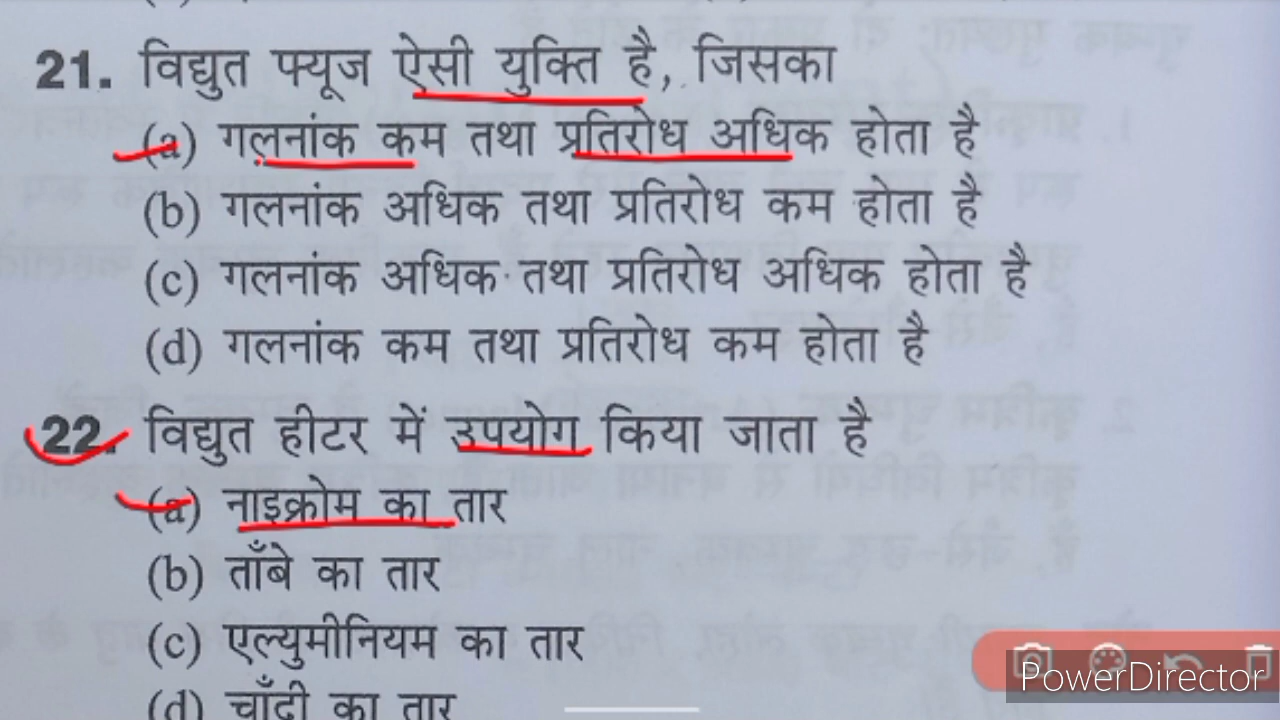 21. विद्युत फ्यूज ऐसी युक्ति है, जिसका
(a) गलनांक कम तथा प्रतिरोध अधिक होता है
(b) गलनांक अधिक तथा प्रतिरोध कम होता है
(c) गलनांक अधिक तथा प्रतिरोध अधिक होता है
(d) गलनांक कम तथा प्रतिरोध कम होता है
22. विद्युत हीटर में उपयोग किया जाता है
(a) नाइक्रोम का तार
(b) ताँबे का तार
(c) एल्युमीनियम का तार
(d) चाँदी का तार
PowerDirector